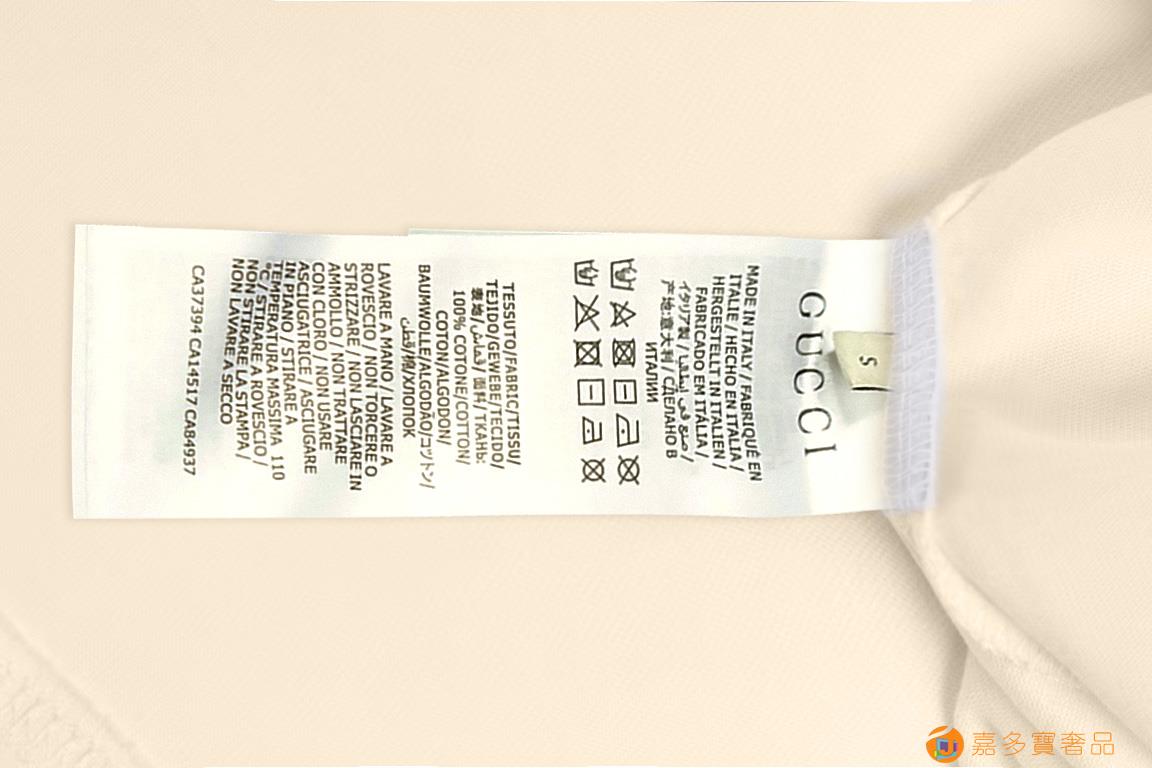 GUCCI
S
MADE IN ITALY / FABRIQUÉ EN
ITALIE / HECHO EN ITALIA /
HERGESTELLT IN ITALIEN /
FABRICADO EM ITÁLIA /
イタリア製 / صنع في ايطاليا /
产地:意大利 / СДЕЛАНО В
ИТАЛИИ
TESSUTO/FABRIC/TISSU/
TEJIDO/GEWEBE/TECIDO/
表地/قماش/ 面料/ ТКАНЬ:
100% COTONE/COTTON/
COTON/ALGODON/
BAUMWOLLE/ALGODÃO/コットン/
قطن/棉/ХЛОПОК
LAVARE A MANO / LAVARE A
ROVESCIO / NON TORCERE O
STRIZZARE / NON LASCIARE IN
AMMOLLO / NON TRATTARE
CON CLORO / NON USARE
ASCIUGATRICE / ASCIUGARE
IN PIANO / STIRARE A
TEMPERATURA MASSIMA 110
°C / STIRARE A ROVESCIO /
NON STIRARE LA STAMPA /
NON LAVARE A SECCO
CA37394 CA14517 CA84937
嘉多寶奢品